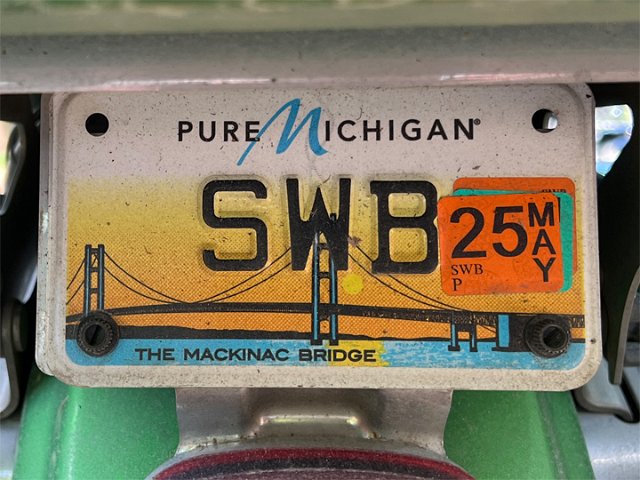 PURE MICHIGAN®
SWB
25 MAY
SWB
P
THE MACKINAC BRIDGE